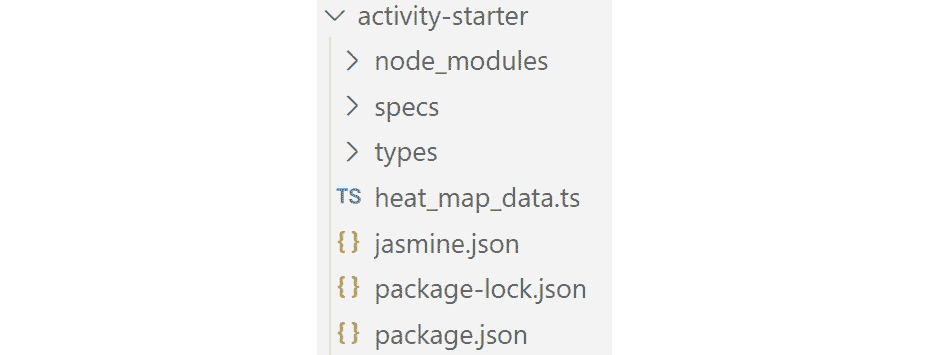 activity-starter
node_modules
specs
types
TS heat_map_data.ts
{} jasmine.json
{} package-lock.json
{} package.json